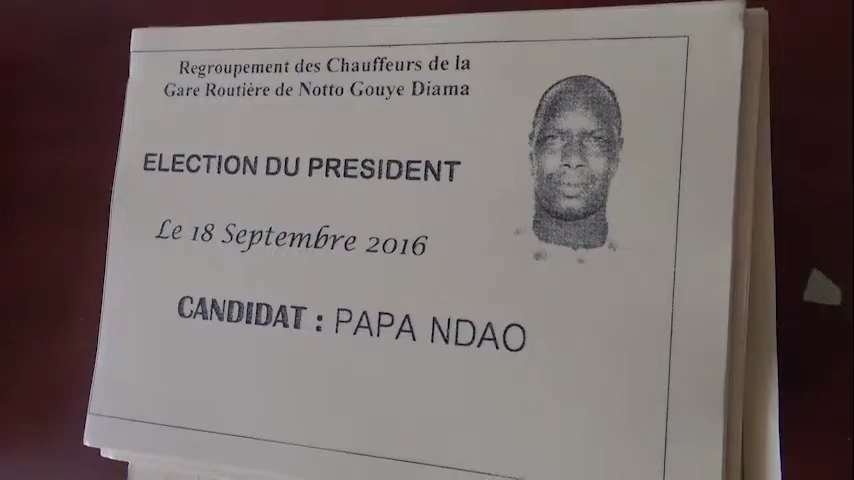 Regroupement des Chauffeurs de la
Gare Routière de Notto Gouye Diama
ELECTION DU PRESIDENT
Le 18 Septembre 2016
CANDIDAT : PAPA NDAO